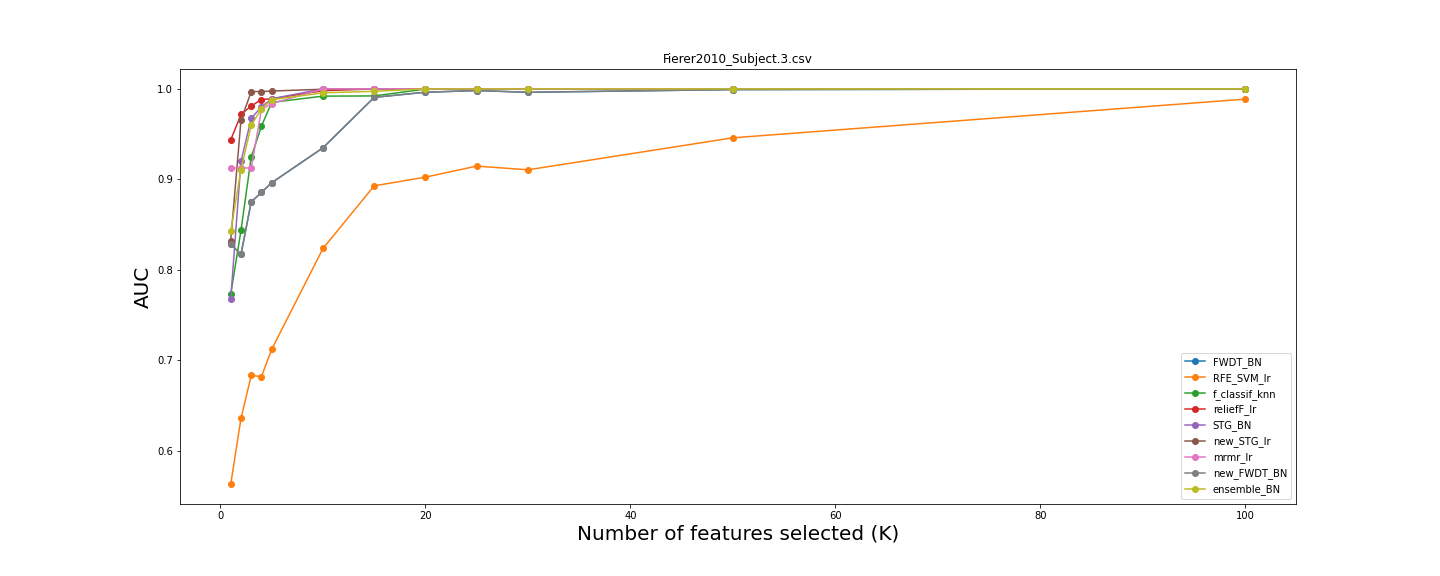 Fierer2010_Subject.3.csv
AUC
1.0
0.9
0.8
0.7
0.6
0
20
40
60
80
100
Number of features selected (K)
FWDT_BN
RFE_SVM_lr
f_classif_knn
reliefF_lr
STG_BN
new_STG_lr
mrmr_lr
new_FWDT_BN
ensemble_BN